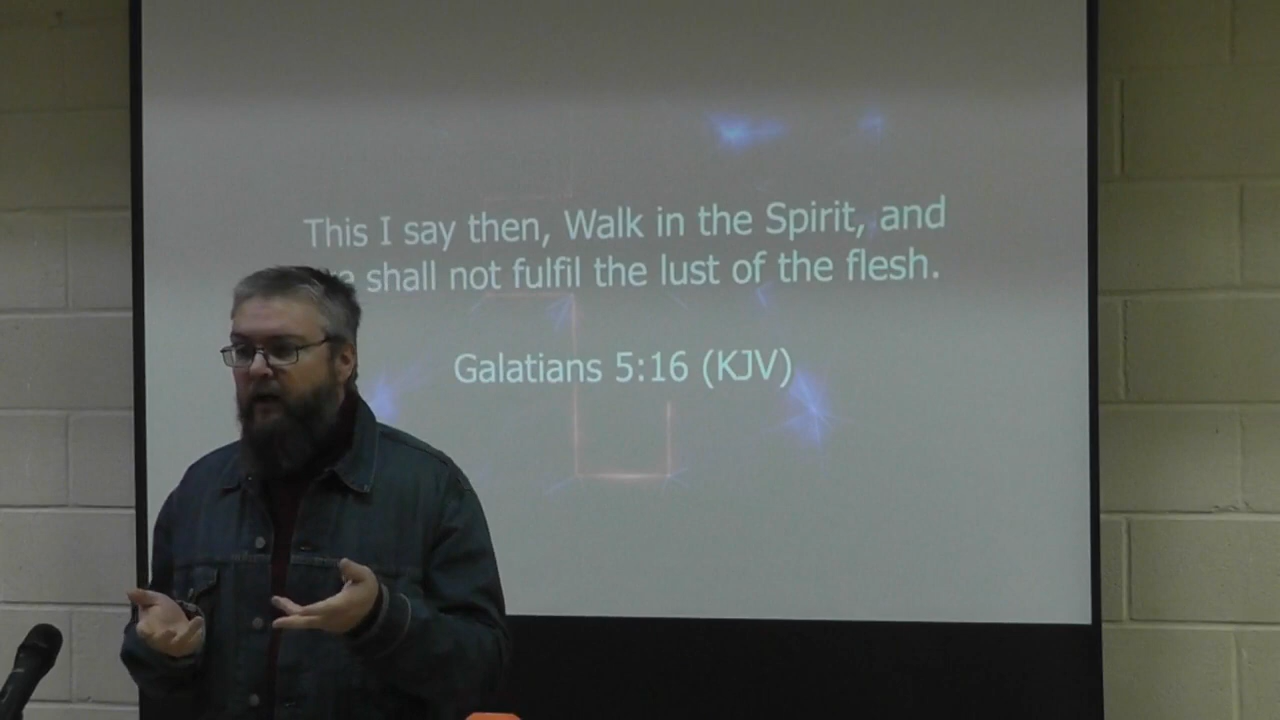 This I say then, Walk in the Spirit, and
shall not fulfil the lust of the flesh.
Galatians 5:16 (KJV)